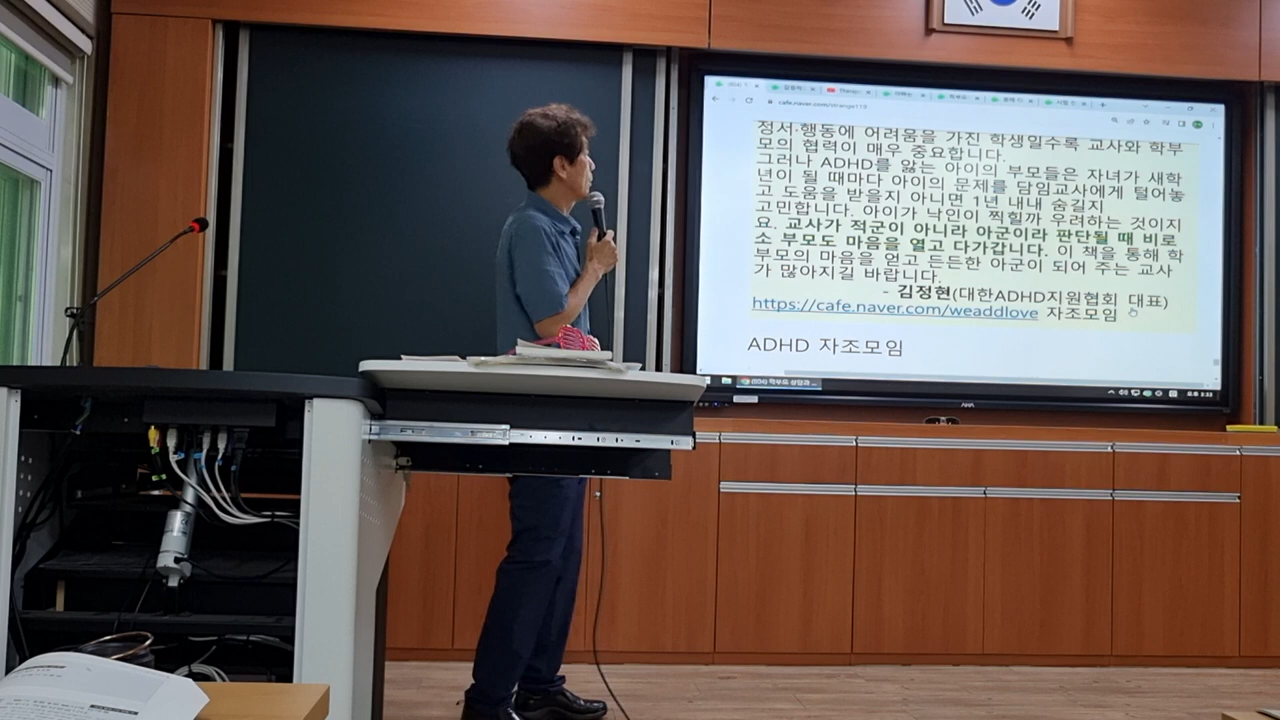 cafe.naver.com/strange119
정서·행동에 어려움을 가진 학생일수록 교사와 학부
모의 협력이 매우 중요합니다.
그러나 ADHD를 앓는 아이의 부모들은 자녀가 새학
년이 될 때마다 아이의 문제를 담임교사에게 털어놓
고 도움을 받을지 아니면 1년 내내 숨길지
고민합니다. 아이가 낙인이 찍힐까 우려하는 것이지
요. 교사가 적군이 아니라 아군이라 판단될 때 비로
소 부모도 마음을 열고 다가갑니다. 이 책을 통해 학
부모의 마음을 얻고 든든한 아군이 되어 주는 교사
가 많아지길 바랍니다.
- 김정현(대한ADHD지원협회 대표)
https://cafe.naver.com/weaddlove 자조모임
ADHD 자조모임
오후 3:33